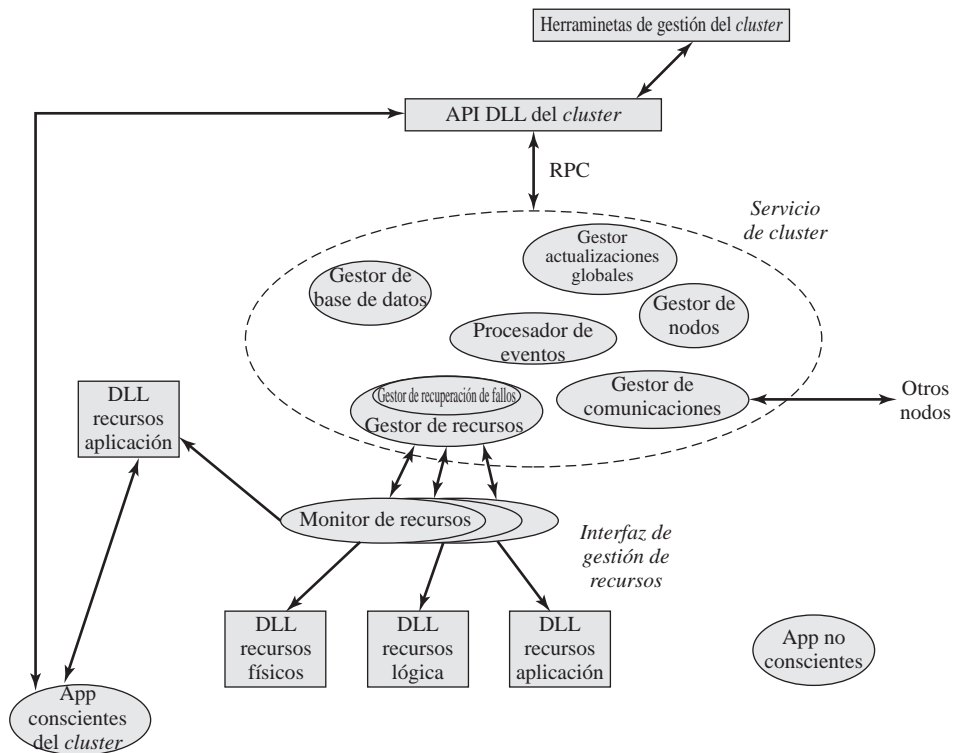 Herraminetas de gestión del cluster
API DLL del cluster
RPC
Servicio
de cluster
Gestor
actualizaciones
globales
Gestor de
base de datos
Gestor de
nodos
Procesador de
eventos
Gestor de recuperación de fallos
Gestor de recursos
Gestor de
comunicaciones
Otros
nodos
DLL
recursos
aplicación
Monitor de recursos
Interfaz de
gestión de
recursos
DLL
recursos
físicos
DLL
recursos
lógica
DLL
recursos
aplicación
App no
conscientes
App
conscientes
del cluster